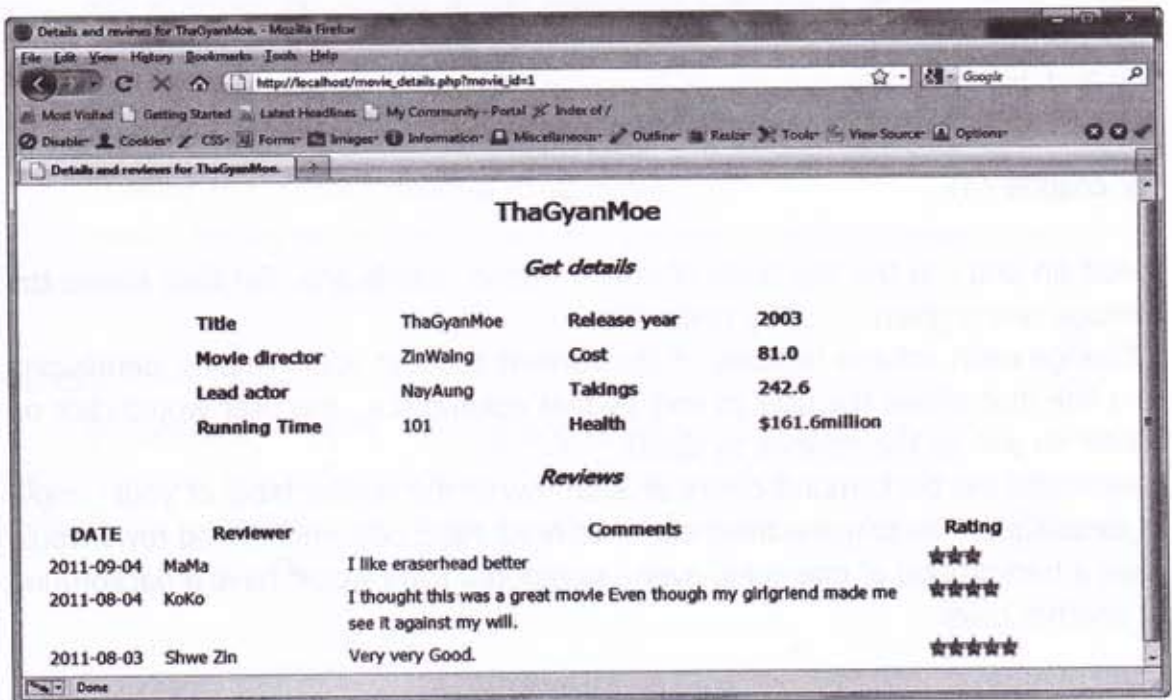 Details and reviews for ThaGyanMoe. - Mozilla Firefox
File Edit View History Bookmarks Tools Help
http://localhost/movie_details.php?movie_id=1 Google
Most Visited Getting Started Latest Headlines My Community - Portal Index of /
Disable Cookies CSS Forms Images Information Miscellaneous Outline Resize Tools View Source Options
Details and reviews for ThaGyanMoe.
ThaGyanMoe
Get details
Title ThaGyanMoe Release year 2003
Movie director ZinWaing Cost 81.0
Lead actor NayAung Takings 242.6
Running Time 101 Health $161.6million
Reviews
DATE Reviewer Comments Rating
2011-09-04 MaMa I like eraserhead better
2011-08-04 KoKo I thought this was a great movie Even though my girlgriend made me
see it against my will.
2011-08-03 Shwe Zin Very very Good.
Done